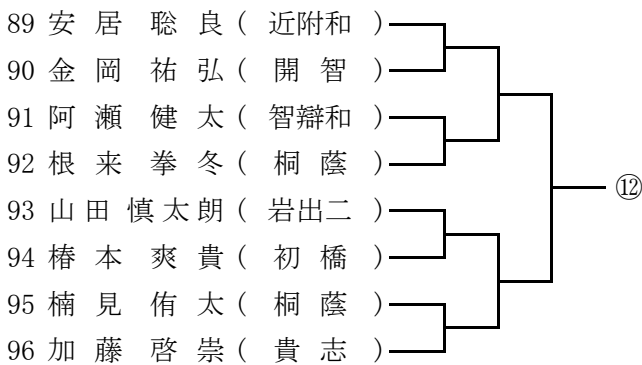 89 安 居 聡 良 ( 近附和 )
90 金 岡 祐 弘 ( 開 智 )
91 阿 瀬 健 太 ( 智辯和 )
92 根 来 拳 冬 ( 桐 蔭 )
93 山 田 慎 太 朗 ( 岩出二 )
94 椿 本 爽 貴 ( 初 橋 )
95 楠 見 侑 太 ( 桐 蔭 )
96 加 藤 啓 崇 ( 貴 志 )
⑫